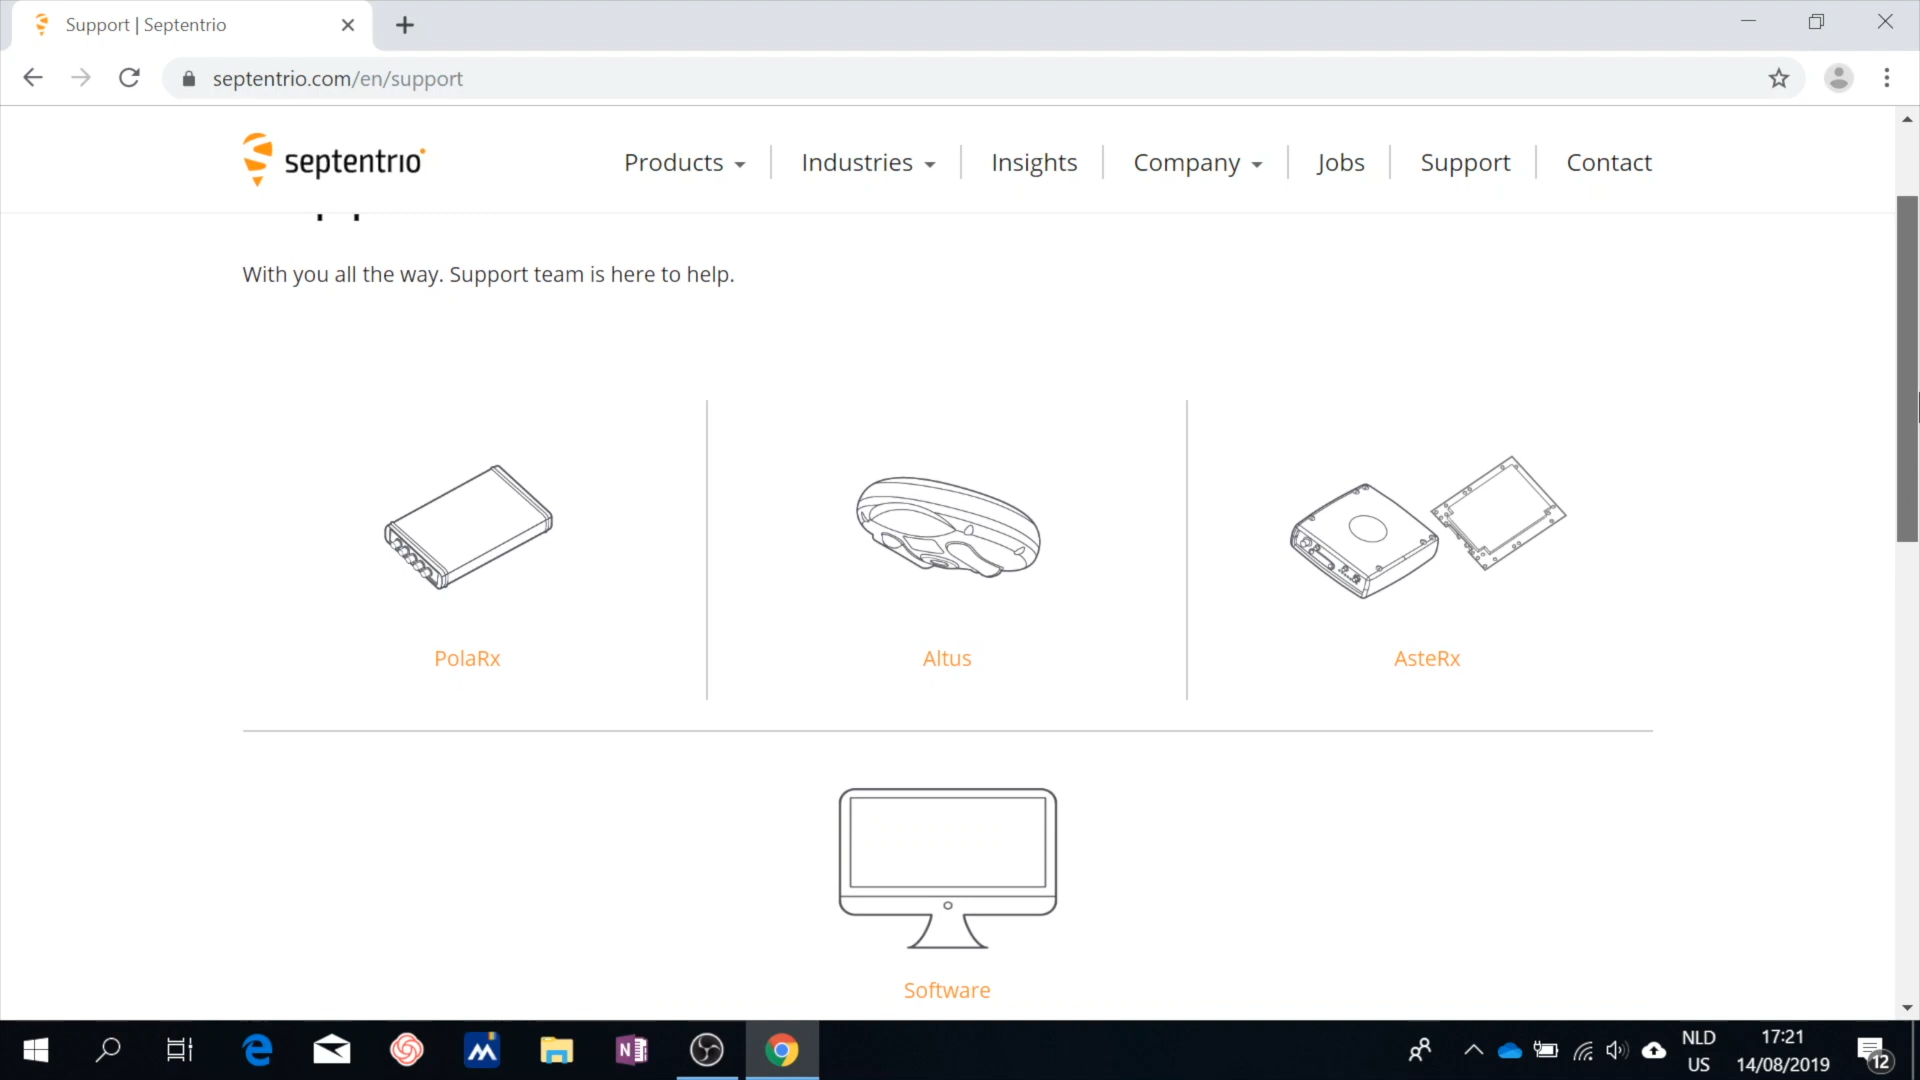 Support | Septentrio
septentrio.com/en/support
septentrio
Products
Industries
Insights
Company
Jobs
Support
Contact
With you all the way. Support team is here to help.
PolaRx
Altus
AsteRx
Software
NLD
US
17:21
14/08/2019
12